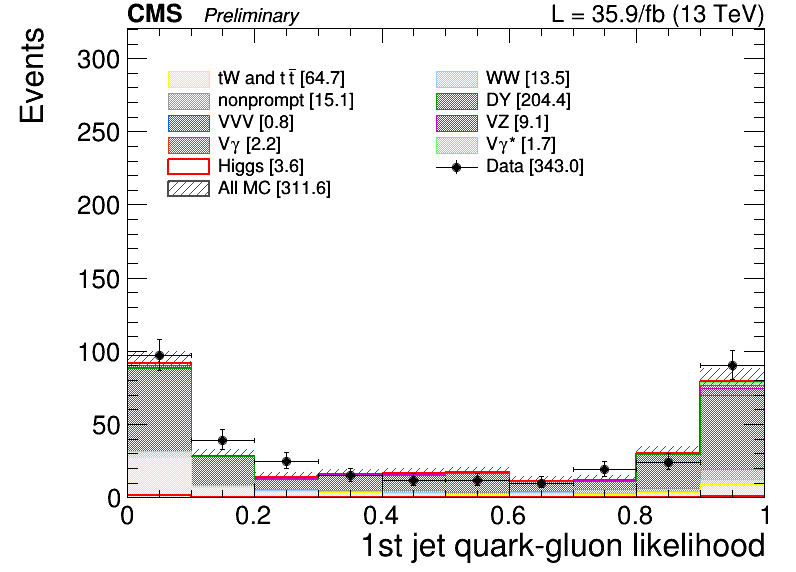 CMS Preliminary L = 35.9/fb (13 TeV)
Events
300
250
200
150
100
50
0
tW and t t̄ [64.7]
nonprompt [15.1]
VVV [0.8]
Vγ [2.2]
Higgs [3.6]
All MC [311.6]
WW [13.5]
DY [204.4]
VZ [9.1]
Vγ* [1.7]
Data [343.0]
0 0.2 0.4 0.6 0.8 1
1st jet quark-gluon likelihood